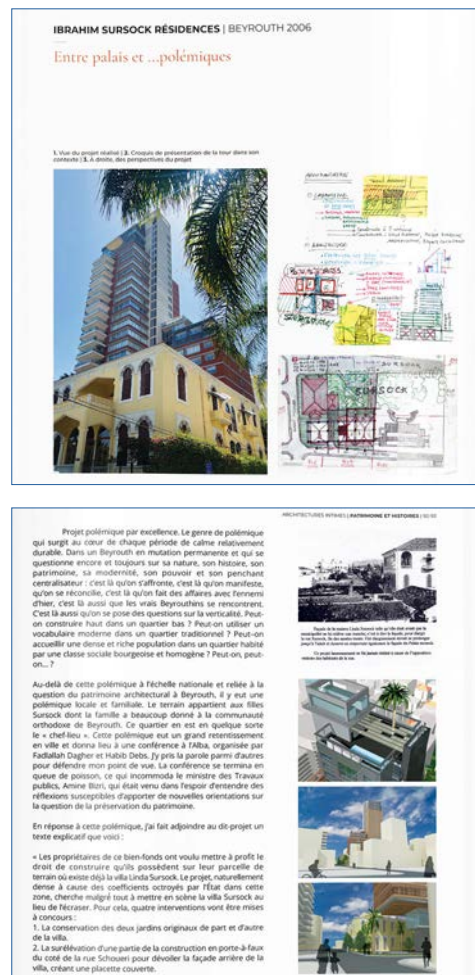 IBRAHIM SURSOCK RÉSIDENCES | BEYROUTH 2006
Entre palais et ...polémiques
1. Vue du projet réalisé | 2. Croquis de présentation de la tour dans son
contexte | 3. A droite, des perspectives du projet
SURSOCK
SURSOCK
ARCHITECTURES INTIMES | PATRIMOINE ET HISTOIRES | 92/93
Projet polémique par excellence. Le genre de polémique
qui surgit au cœur de chaque période de calme relativement
durable. Dans un Beyrouth en mutation permanente et qui se
questionne encore et toujours sur sa nature, son histoire, son
patrimoine, sa modernité, son pouvoir et son penchant
centralisateur : c'est là qu'on s'affronte, c'est là qu'on manifeste,
qu'on se réconcilie, c'est là qu'on fait des affaires avec l'ennemi
d'hier, c'est là aussi que les vrais Beyrouthins se rencontrent.
C'est là aussi qu'on se pose des questions sur la verticalité. Peut-
on construire haut dans un quartier bas ? Peut-on utiliser un
vocabulaire moderne dans un quartier traditionnel ? Peut-on
accueillir une dense et riche population dans un quartier habité
par une classe sociale bourgeoise et homogène ? Peut-on, peut-
on... ?
Au-delà de cette polémique à l'échelle nationale et reliée à la
question du patrimoine architectural à Beyrouth, il y eut une
polémique locale et familiale. Le terrain appartient aux filles
Sursock dont la famille a beaucoup donné à la communauté
orthodoxe de Beyrouth. Ce quartier en est en quelque sorte
le « chef-lieu ». Cette polémique eut un grand retentissement
en ville et donna lieu à une conférence à l'Alba, organisée par
Fadlallah Dagher et Habib Debs. J'y pris la parole parmi d'autres
pour défendre mon point de vue. La conférence se termina en
queue de poisson, ce qui incommoda le ministre des Travaux
publics, Amine Bizri, qui était venu dans l'espoir d'entendre des
réflexions susceptibles d'apporter de nouvelles orientations sur
la question de la préservation du patrimoine.
En réponse à cette polémique, j'ai fait adjoindre au dit-projet un
texte explicatif que voici :
« Les propriétaires de ce bien-fonds ont voulu mettre à profit le
droit de construire qu'ils possèdent sur leur parcelle de
terrain où existe déjà la villa Linda Sursock. Le projet, naturellement
dense à cause des coefficients octroyés par l'État dans cette
zone, cherche malgré tout à mettre en scène la villa Sursock au
lieu de l'écraser. Pour cela, quatre interventions vont être mises
à concours :
1. La conservation des deux jardins originaux de part et d'autre
de la villa.
2. La surélévation d'une partie de la construction en porte-à-faux
du coté de la rue Schoueri pour dévoiler la façade arrière de la
villa, créant une placette couverte.